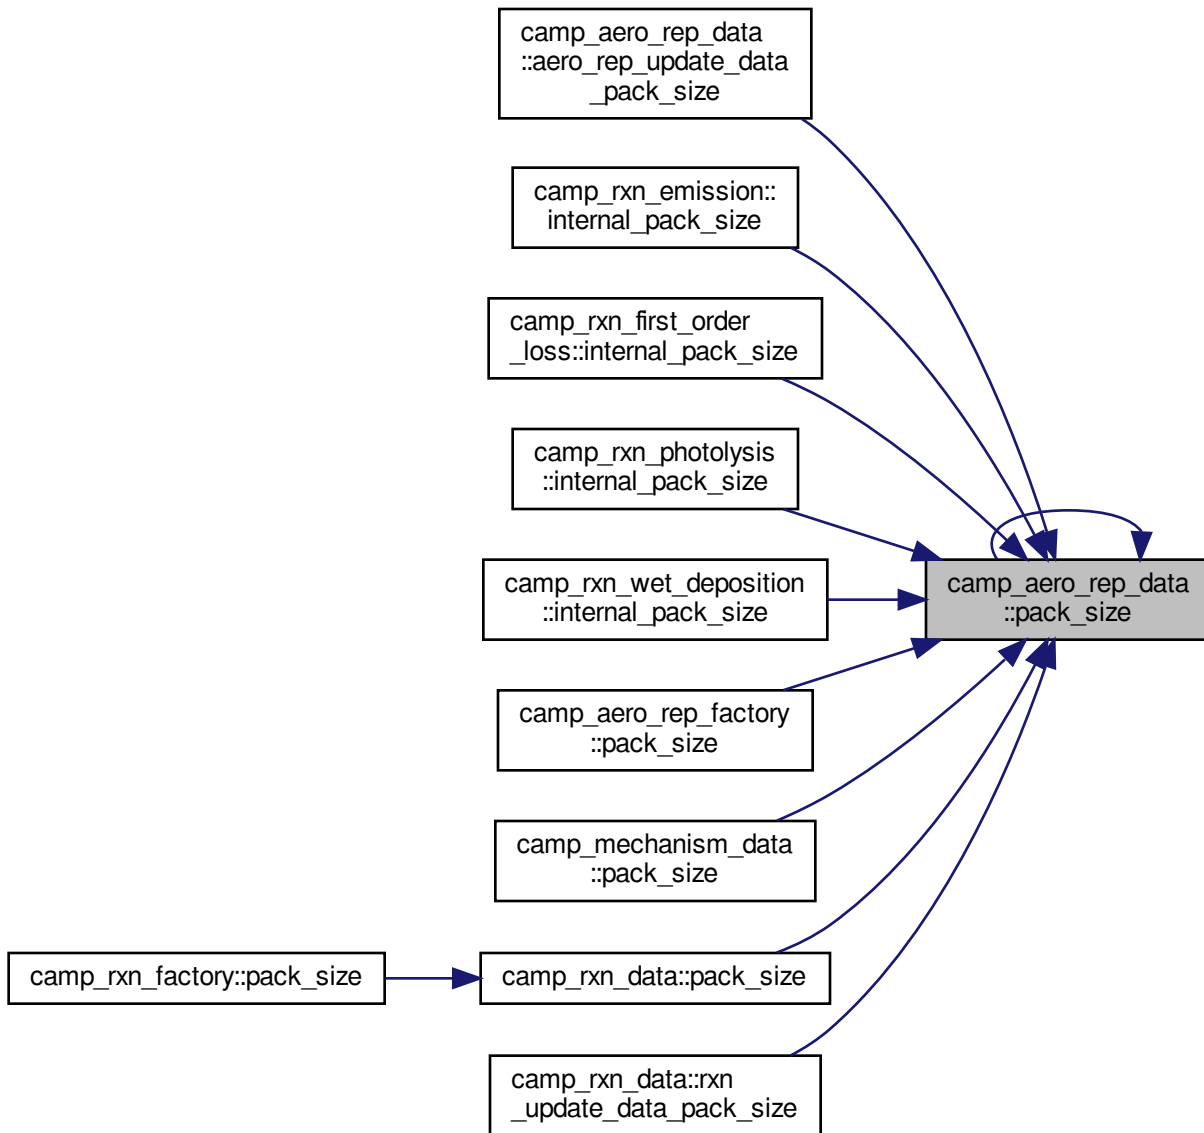 camp_aero_rep_data
::aero_rep_update_data
_pack_size
camp_rxn_emission::
internal_pack_size
camp_rxn_first_order
_loss::internal_pack_size
camp_rxn_photolysis
::internal_pack_size
camp_rxn_wet_deposition
::internal_pack_size
camp_aero_rep_data
::pack_size
camp_aero_rep_factory
::pack_size
camp_mechanism_data
::pack_size
camp_rxn_factory::pack_size
camp_rxn_data::pack_size
camp_rxn_data::rxn
_update_data_pack_size